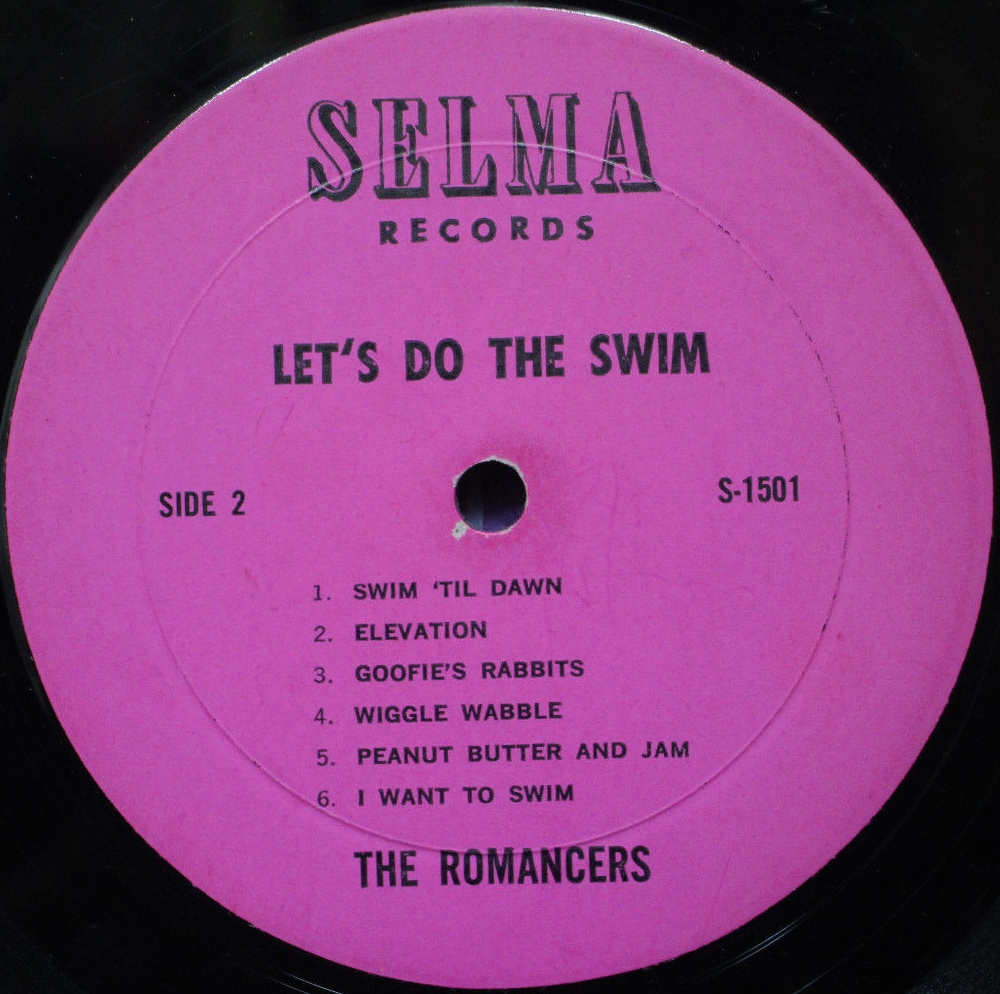 SELMA
RECORDS
LET'S DO THE SWIM
SIDE 2
S-1501
1. SWIM 'TIL DAWN
2. ELEVATION
3. GOOFIE'S RABBITS
4. WIGGLE WABBLE
5. PEANUT BUTTER AND JAM
6. I WANT TO SWIM
THE ROMANCERS